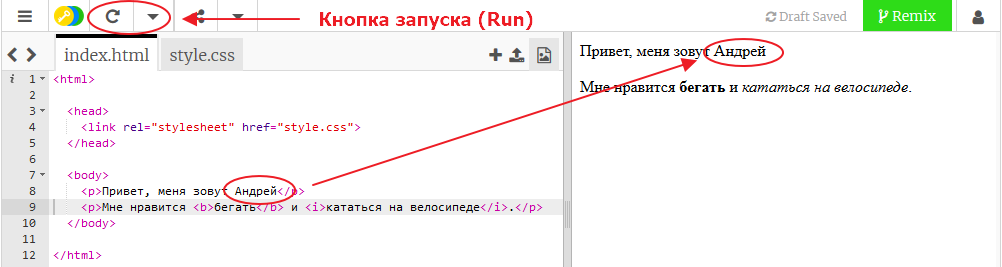 Кнопка запуска (Run)
Draft Saved
Remix
index.html style.css
i 1 <html>
2
3 <head>
4 <link rel="stylesheet" href="style.css">
5 </head>
6
7 <body>
8 <p>Привет, меня зовут Андрей</p>
9 <p>Мне нравится <b>бегать</b> и <i>кататься на велосипеде</i>.</p>
10 </body>
11
12 </html>
Привет, меня зовут Андрей
Мне нравится бегать и кататься на велосипеде.